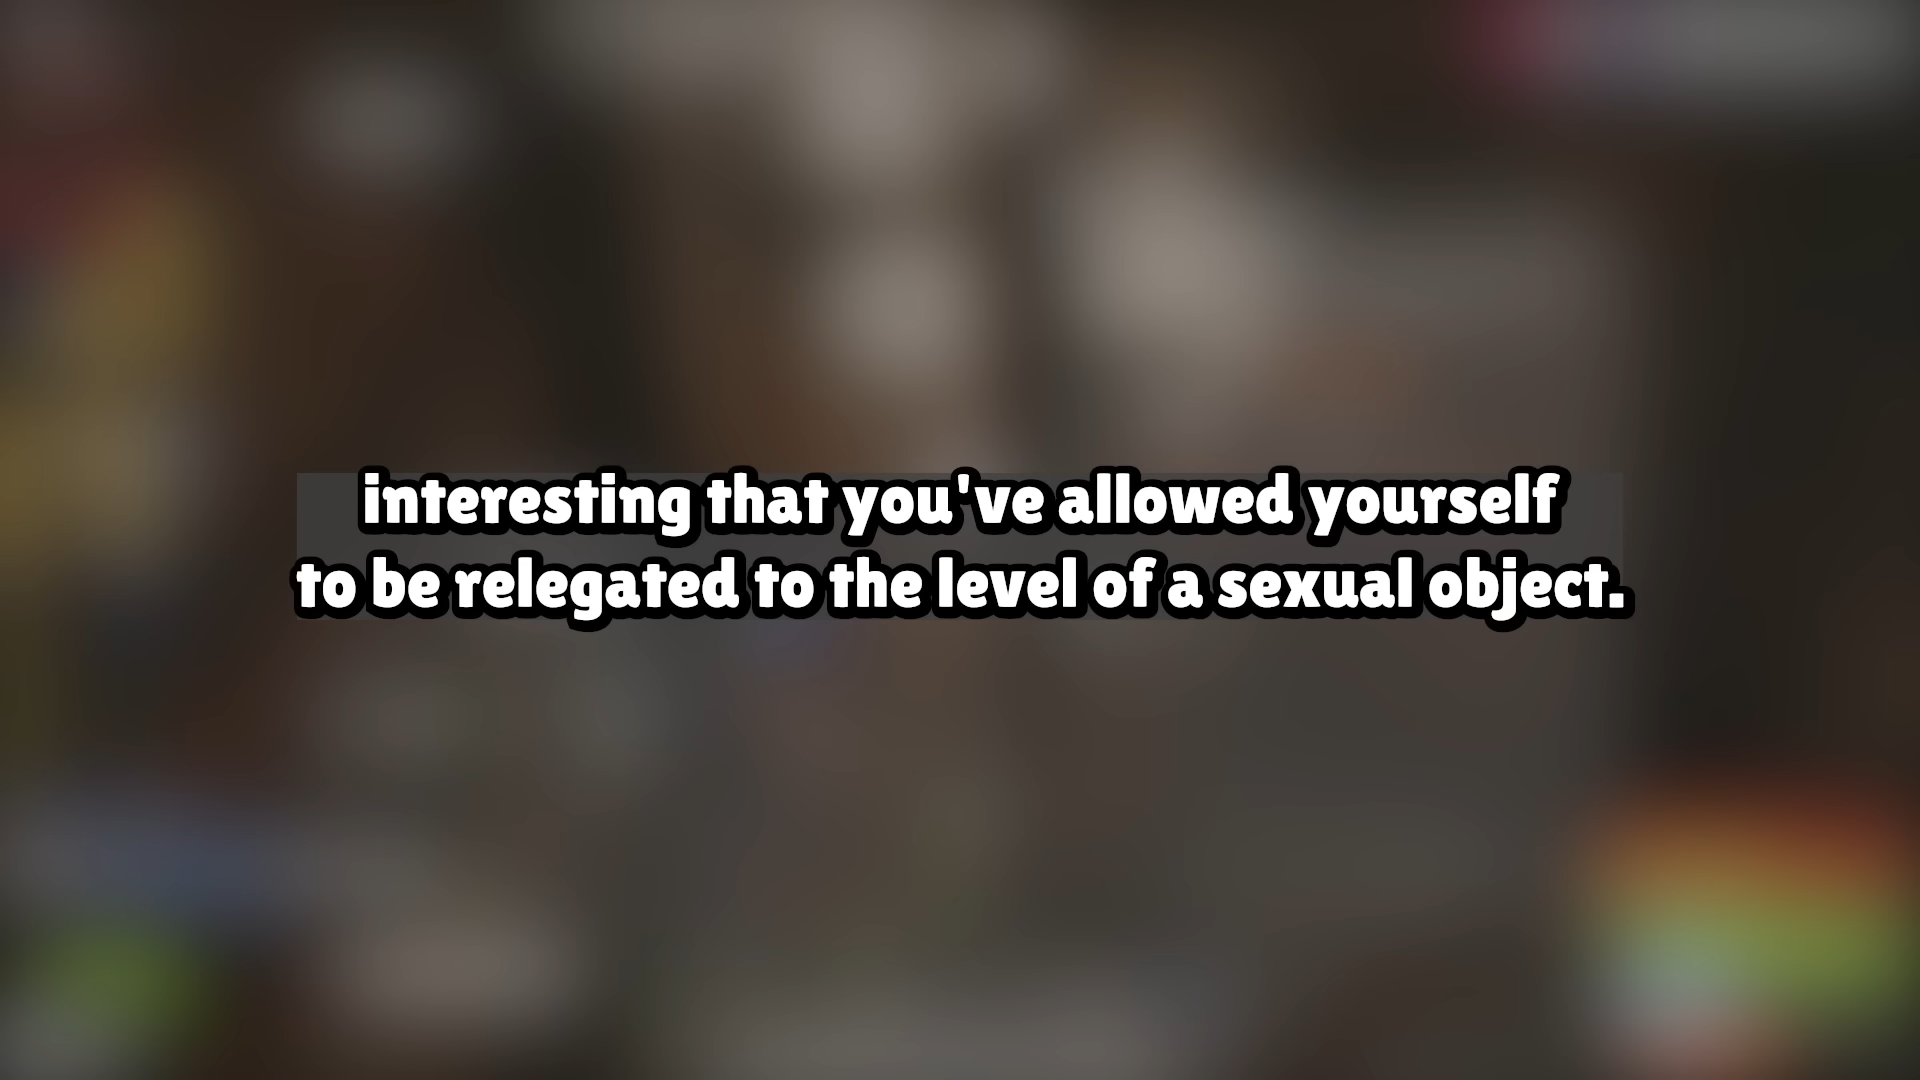 interesting that you've allowed yourself
to be relegated to the level of a sexual object.